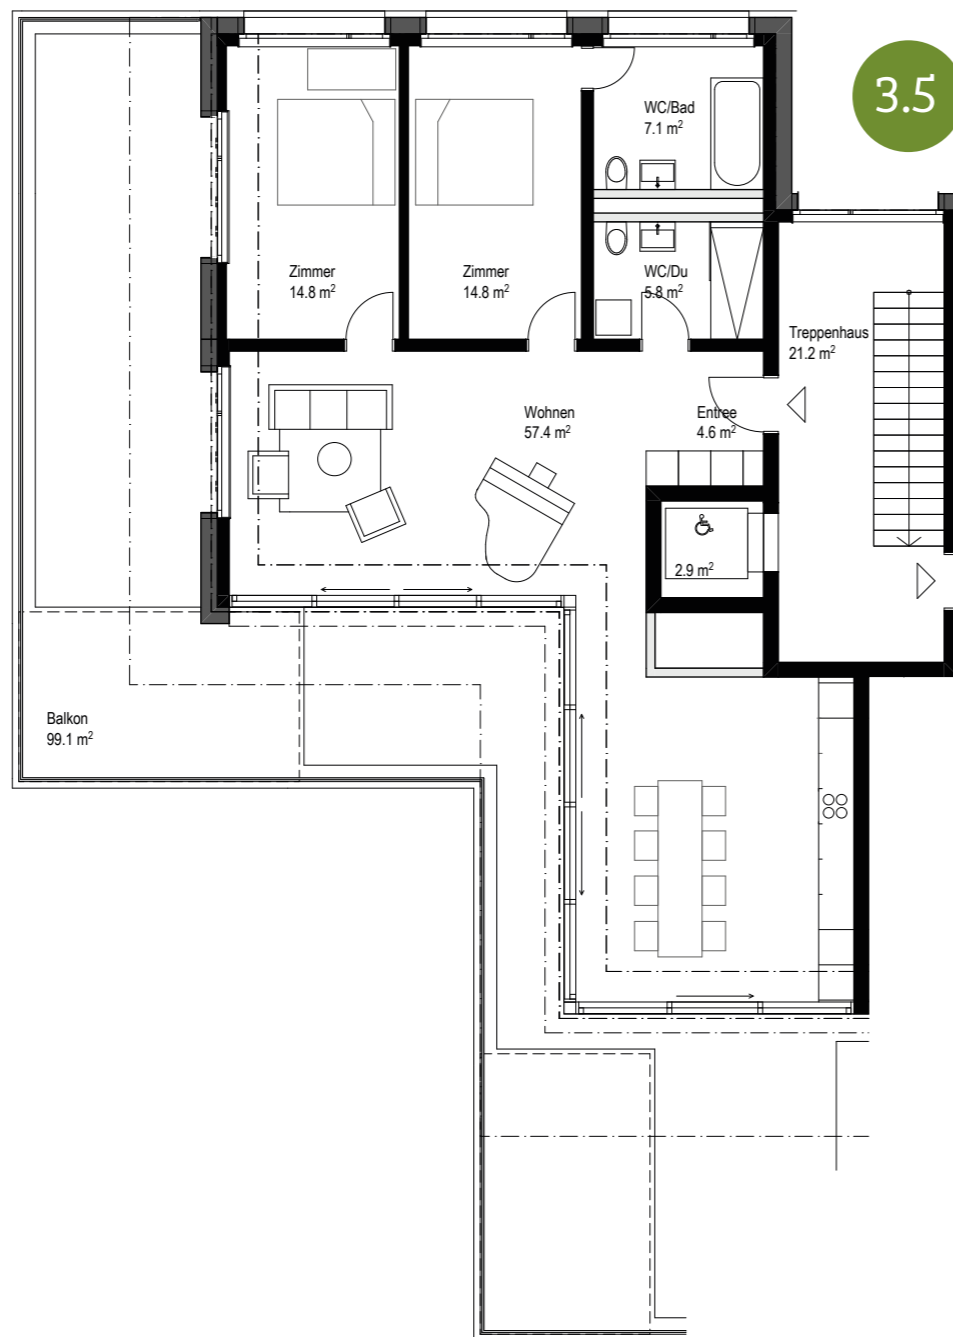 3.5
WC/Bad
7.1 m²
Zimmer
14.8 m²
Zimmer
14.8 m²
WC/Du
5.8 m²
Treppenhaus
21.2 m²
Wohnen
57.4 m²
Entree
4.6 m²
2.9 m²
Balkon
99.1 m²